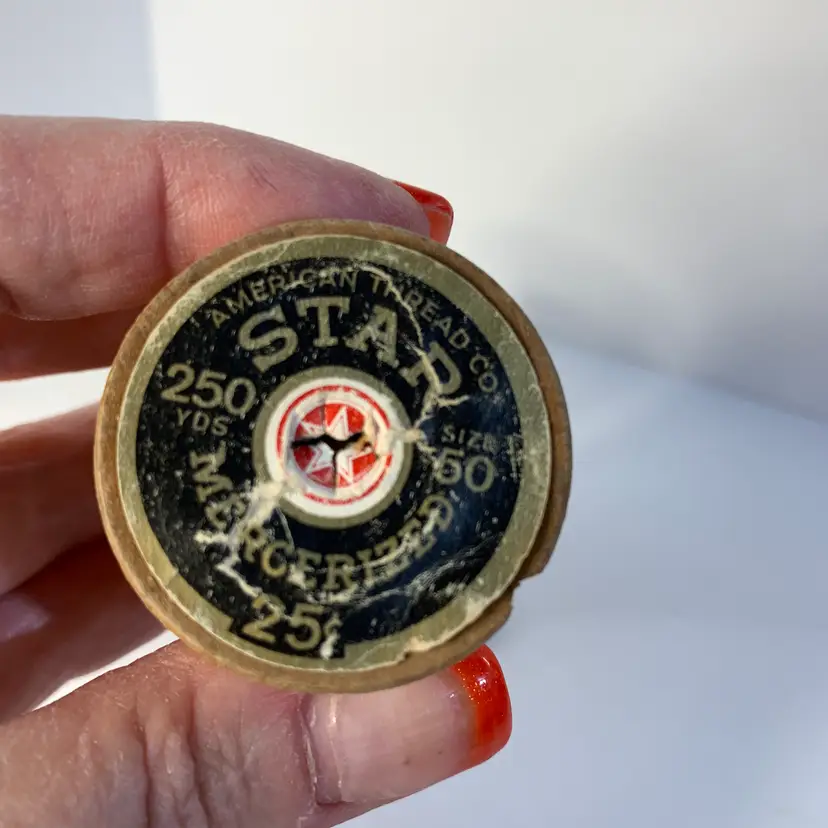 AMERICAN THREAD CO
STAR
250
YDS
SIZE
50
MERCERIZED
25¢